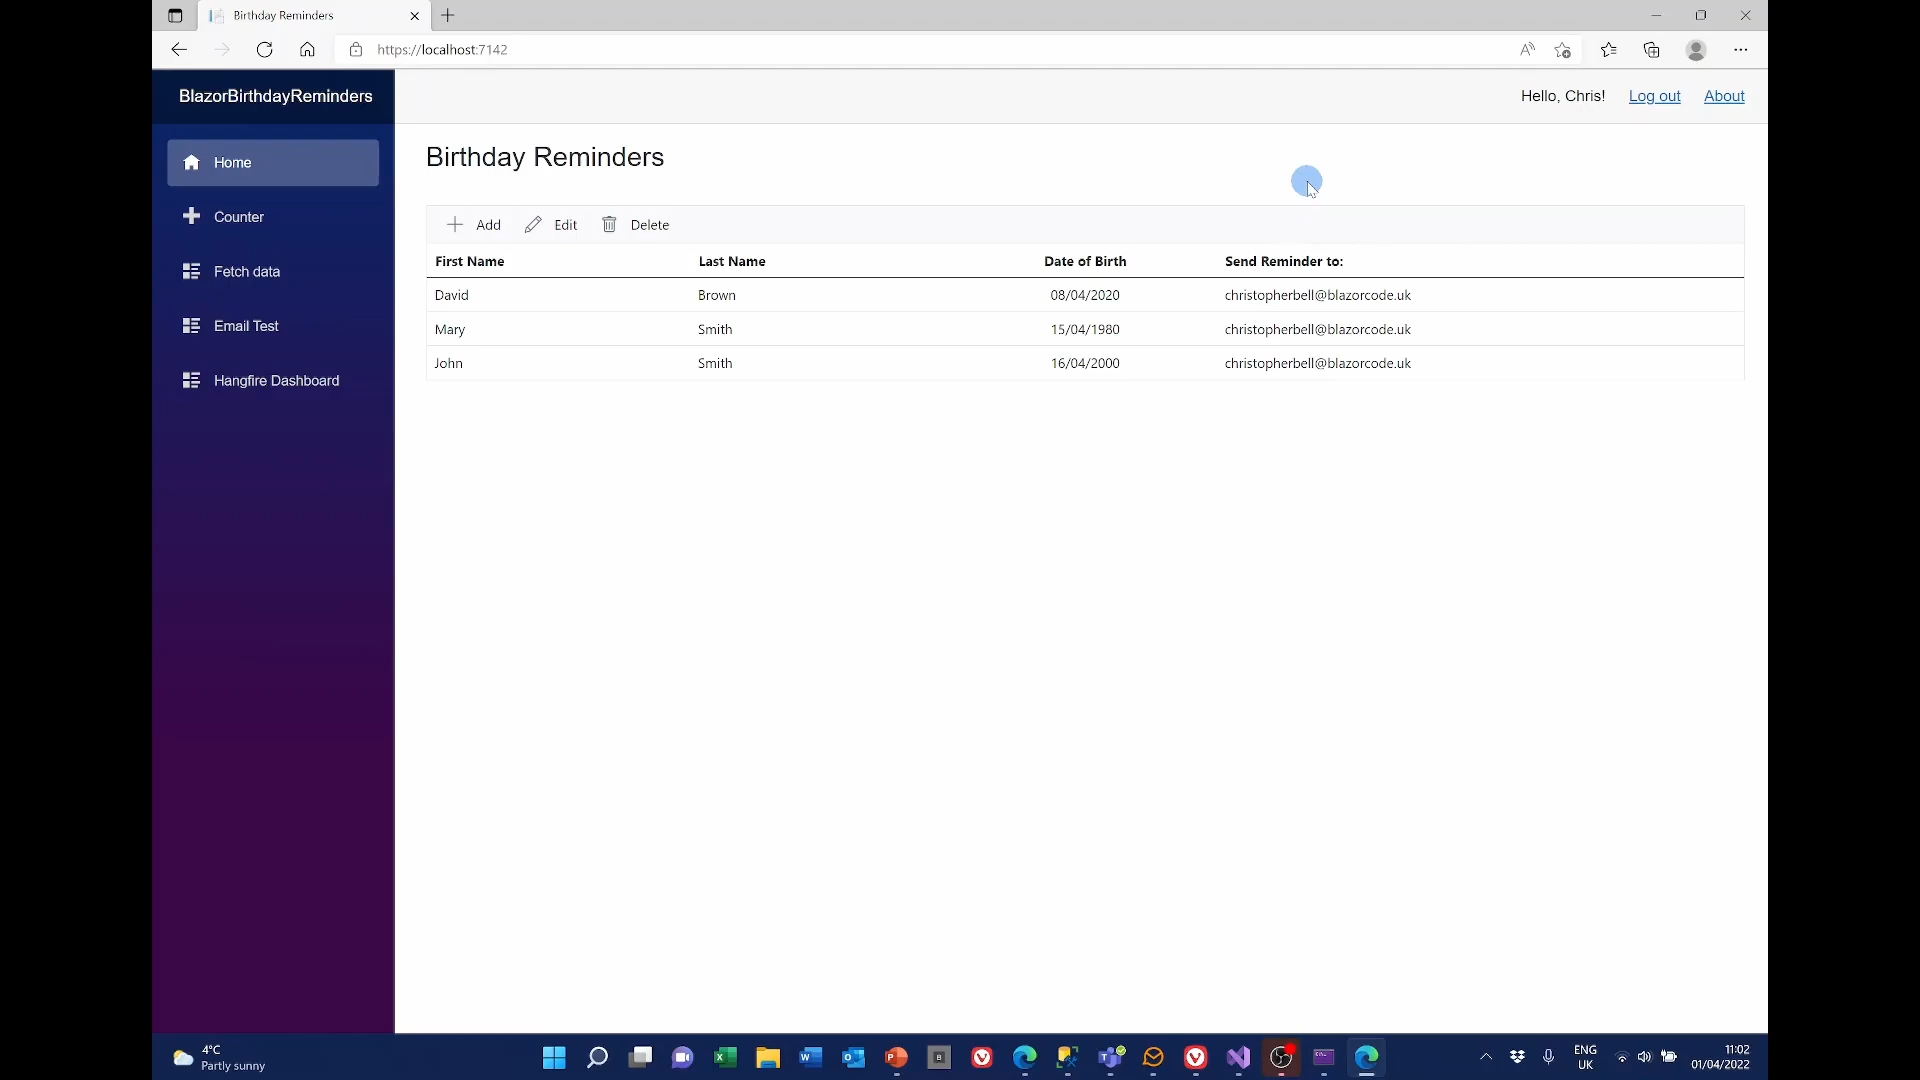 Birthday Reminders
https://localhost:7142
BlazorBirthdayReminders
Hello, Chris! Log out About
Home
Counter
Fetch data
Email Test
Hangfire Dashboard
Birthday Reminders
Add Edit Delete
First Name Last Name Date of Birth Send Reminder to:
David Brown 08/04/2020 christopherbell@blazorcode.uk
Mary Smith 15/04/1980 christopherbell@blazorcode.uk
John Smith 16/04/2000 christopherbell@blazorcode.uk
4°C
Partly sunny
ENG
UK
11:02
01/04/2022